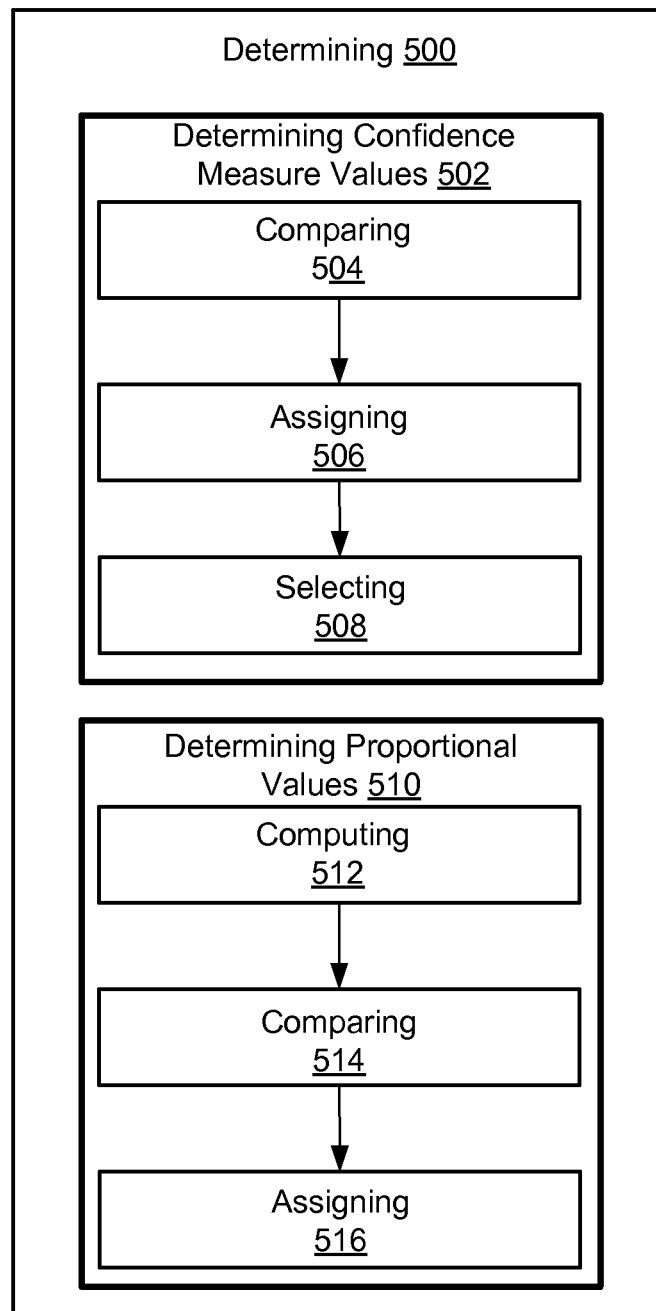 Determining 500
Determining Confidence
Measure Values 502
Comparing
504
Assigning
506
Selecting
508
Determining Proportional
Values 510
Computing
512
Comparing
514
Assigning
516